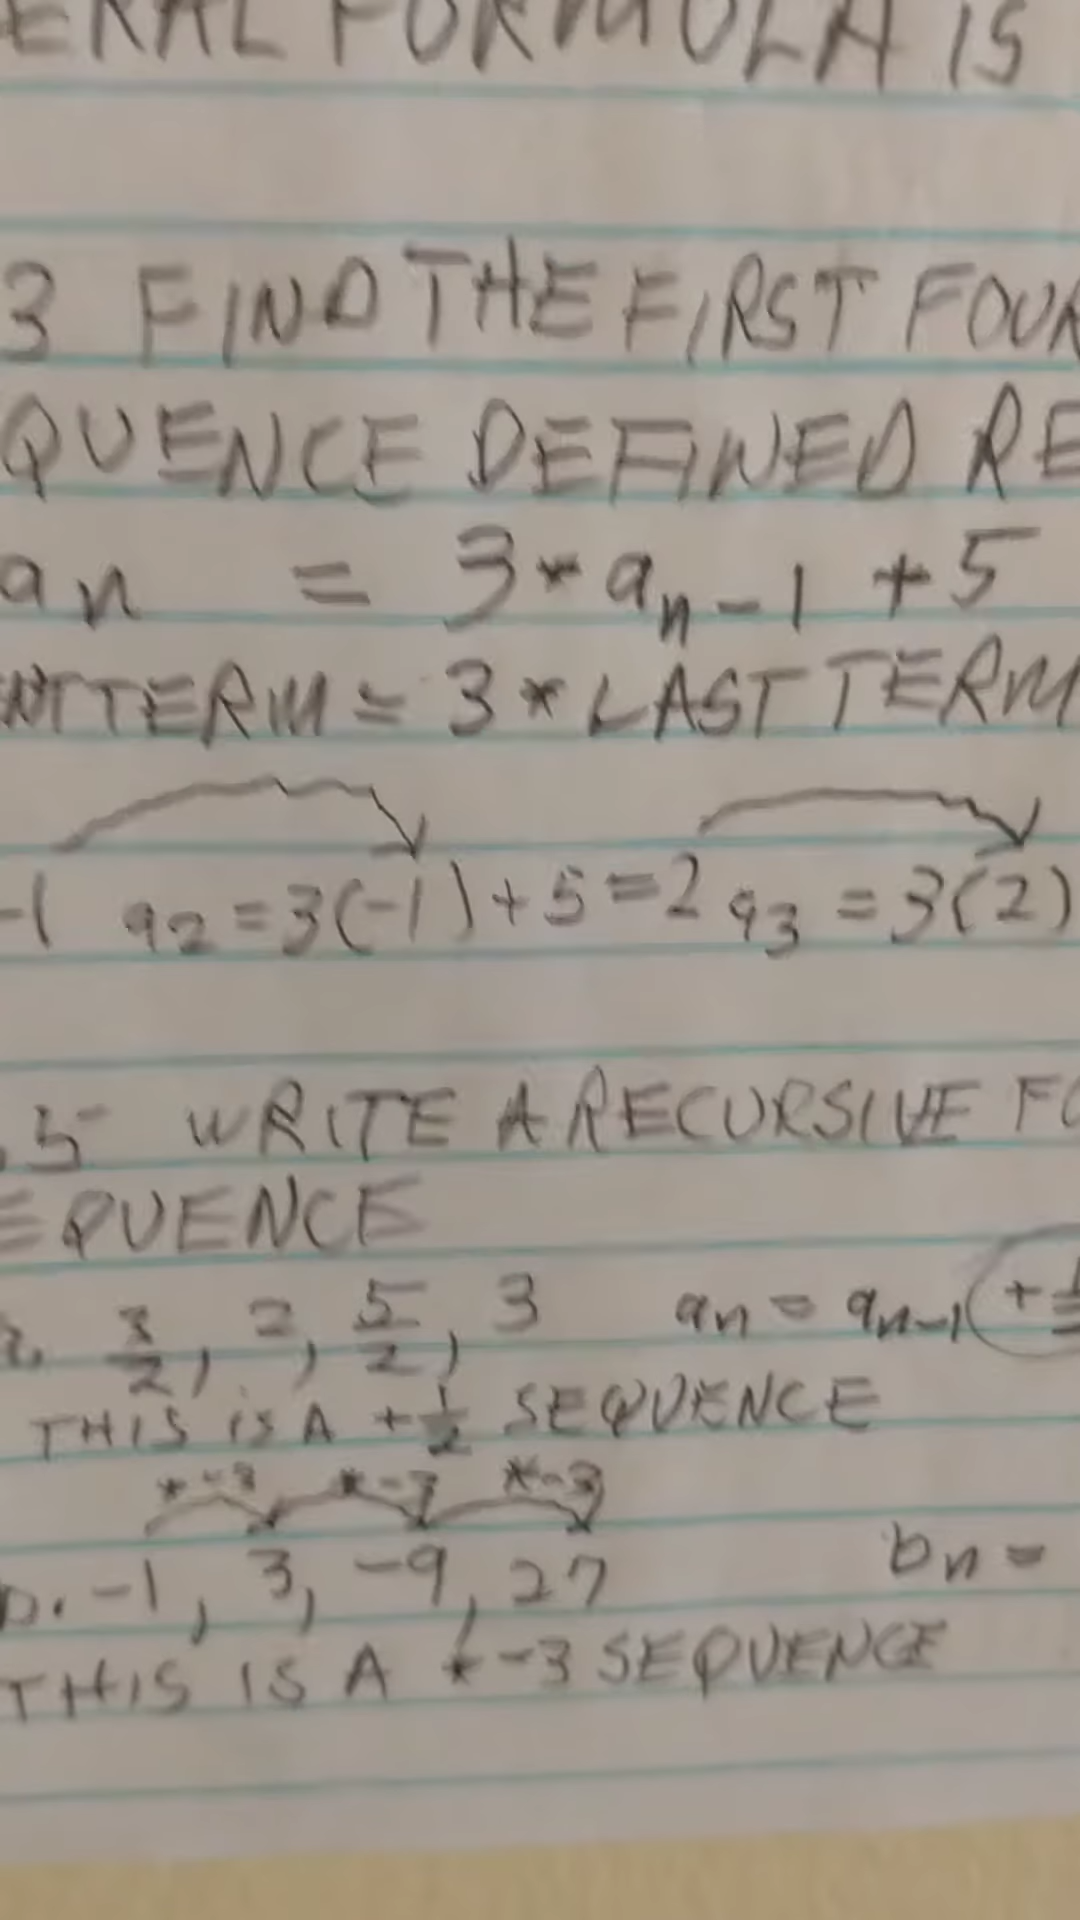 ERAL FORMULA IS
3 FIND THE FIRST FOUR
QUENCE DEFINED RE
an = 3*an-1 +5
NT TERM = 3 * LAST TERM
-1 a2 = 3(-1)+5=2 a3 = 3(2)
.5 WRITE A RECURSIVE FO
EQUENCE
a. 3/2, 2, 5/2, 3 an = an-1 +
THIS IS A +1/2 SEQUENCE
*-3 *-3 *-3
b. -1, 3, -9, 27 bn =
THIS IS A *-3 SEQUENCE